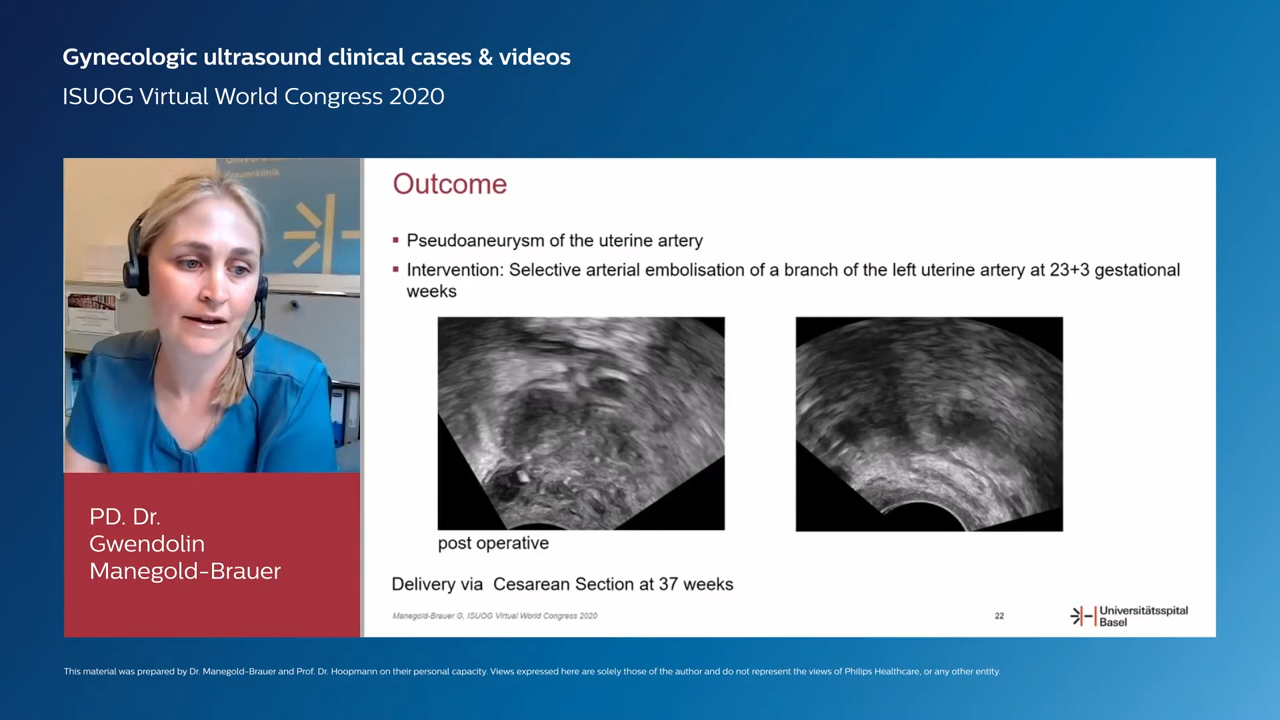 Gynecologic ultrasound clinical cases & videos
ISUOG Virtual World Congress 2020
Frauenklinik
PD. Dr.
Gwendolin
Manegold-Brauer
Outcome
▪ Pseudoaneurysm of the uterine artery
▪ Intervention: Selective arterial embolisation of a branch of the left uterine artery at 23+3 gestational
weeks
post operative
Delivery via Cesarean Section at 37 weeks
Manegold-Brauer G, ISUOG Virtual World Congress 2020
22
Universitätsspital
Basel
This material was prepared by Dr. Manegold-Brauer and Prof. Dr. Hoopmann on their personal capacity. Views expressed here are solely those of the author and do not represent the views of Philips Healthcare, or any other entity.